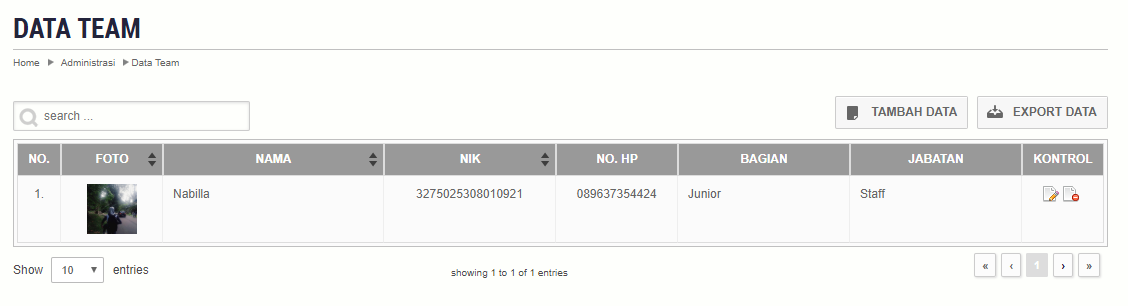 DATA TEAM
Home Administrasi Data Team
search ...
TAMBAH DATA EXPORT DATA
NO. FOTO NAMA NIK NO. HP BAGIAN JABATAN KONTROL
1. Nabilla 3275025308010921 089637354424 Junior Staff
Show 10 entries showing 1 to 1 of 1 entries « ‹ 1 › »